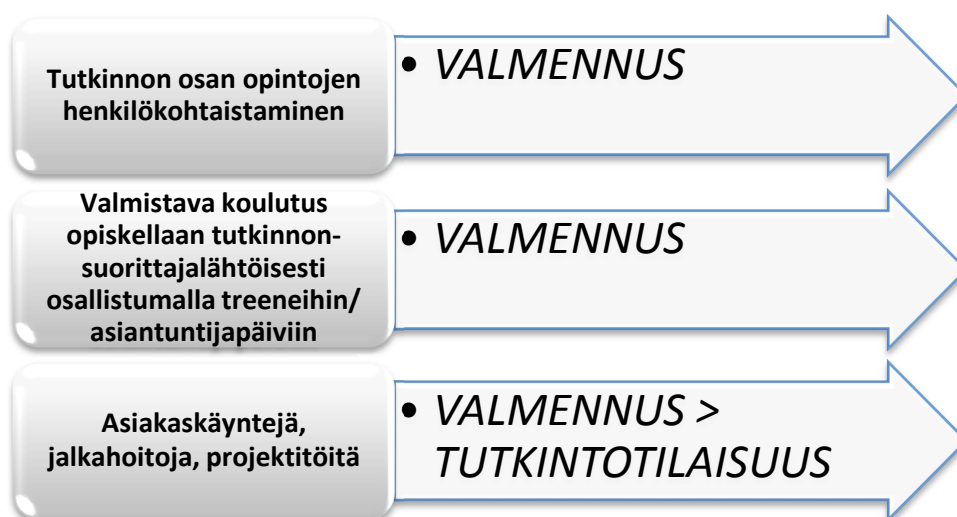 Tutkinnon osan opintojen
henkilökohtaistaminen
• VALMENNUS
Valmistava koulutus
opiskellaan tutkinnon-
suorittajalähtöisesti
osallistumalla treeneihin/
asiantuntijapäiviin
• VALMENNUS
Asiakaskäyntejä,
jalkahoitoja, projektitöitä
• VALMENNUS >
TUTKINTOTILAISUUS